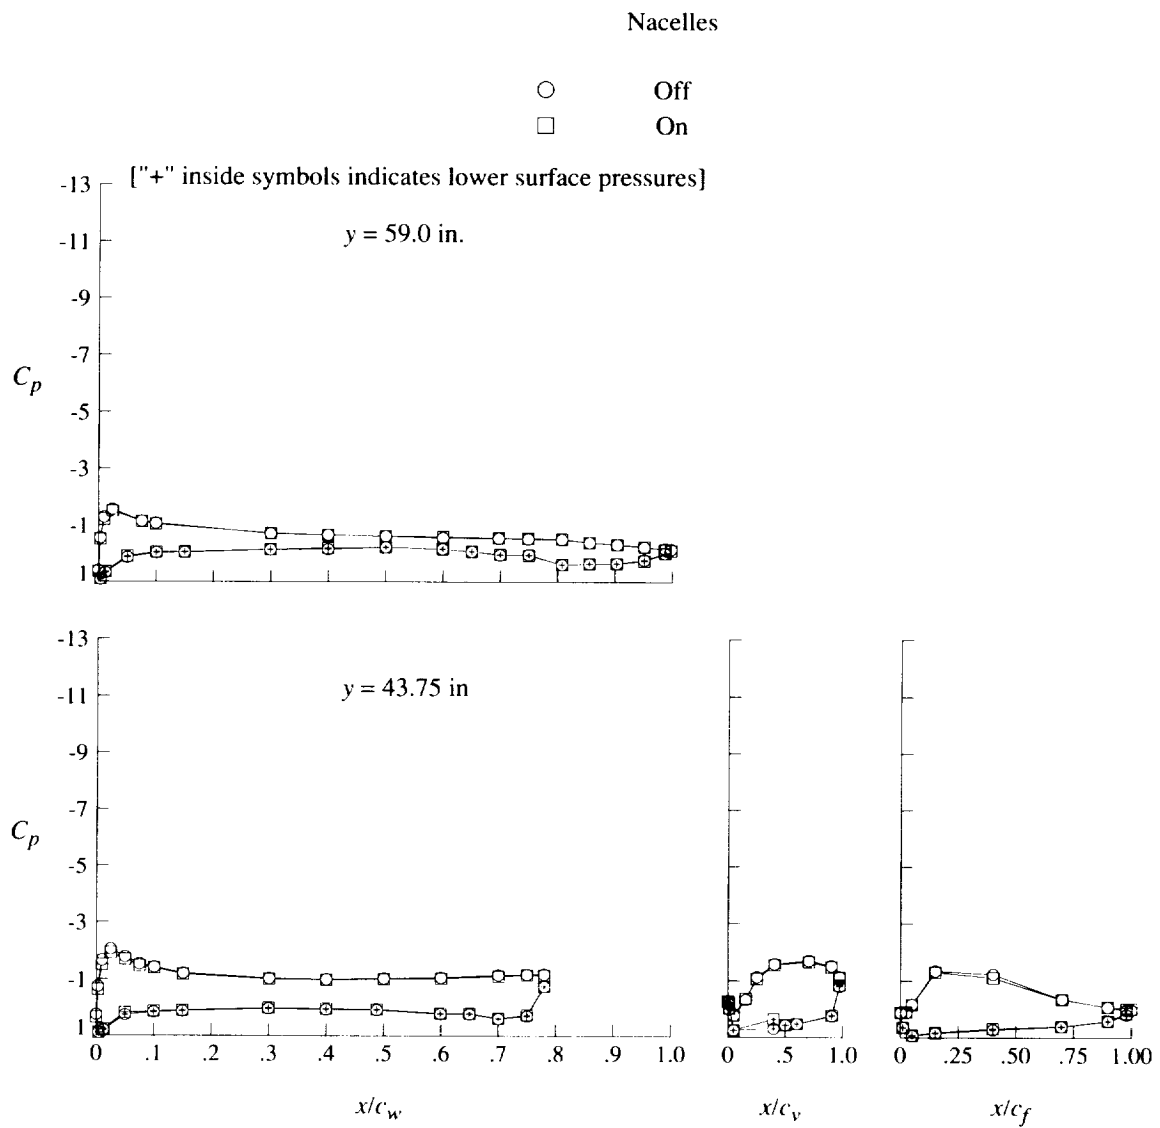 Nacelles
Off
On
["+" inside symbols indicates lower surface pressures]
y = 59.0 in.
-13
-11
-9
-7
-5
-3
-1
1
C_p
y = 43.75 in
-13
-11
-9
-7
-5
-3
-1
1
C_p
0 .1 .2 .3 .4 .5 .6 .7 .8 .9 1.0
x/c_w
0 .5 1.0
x/c_v
0 .25 .50 .75 1.00
x/c_f